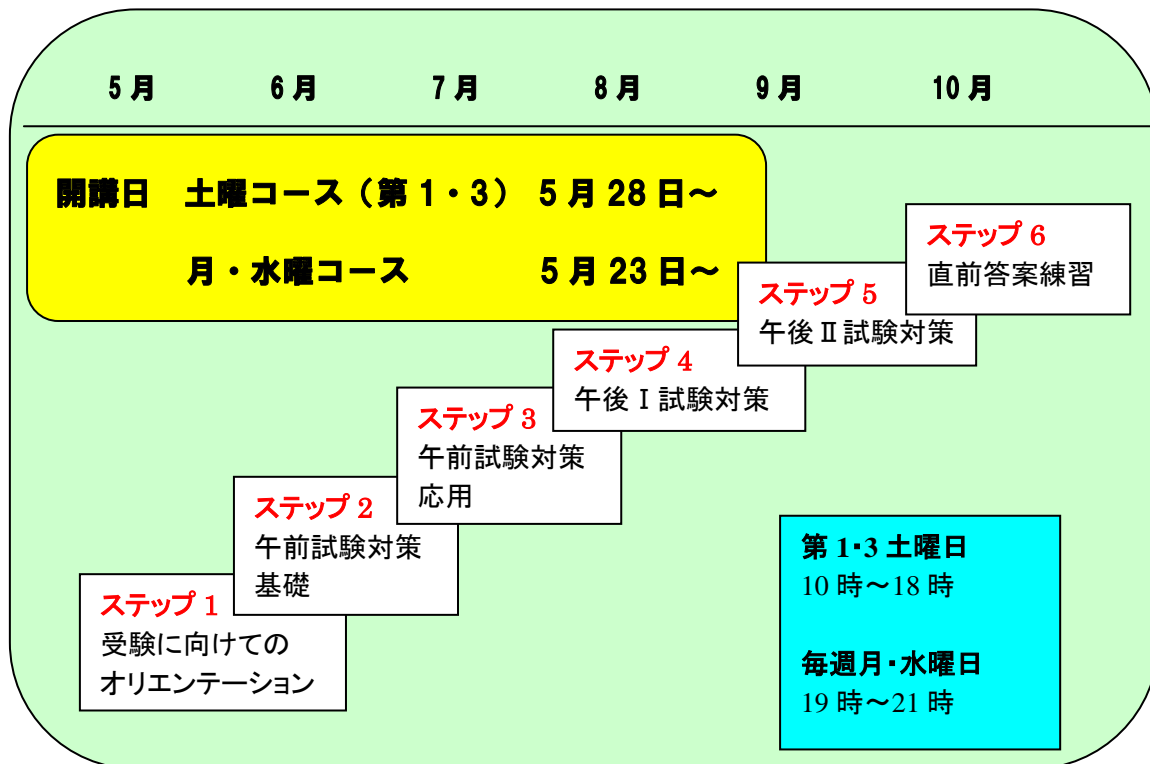 5月 6月 7月 8月 9月 10月
開講日 土曜コース（第1・3） 5月28日～
月・水曜コース 5月23日～
ステップ6
直前答案練習
ステップ5
午後Ⅱ試験対策
ステップ4
午後Ⅰ試験対策
ステップ3
午前試験対策
応用
ステップ2
午前試験対策
基礎
ステップ1
受験に向けての
オリエンテーション
第1・3土曜日
10時～18時
毎週月・水曜日
19時～21時